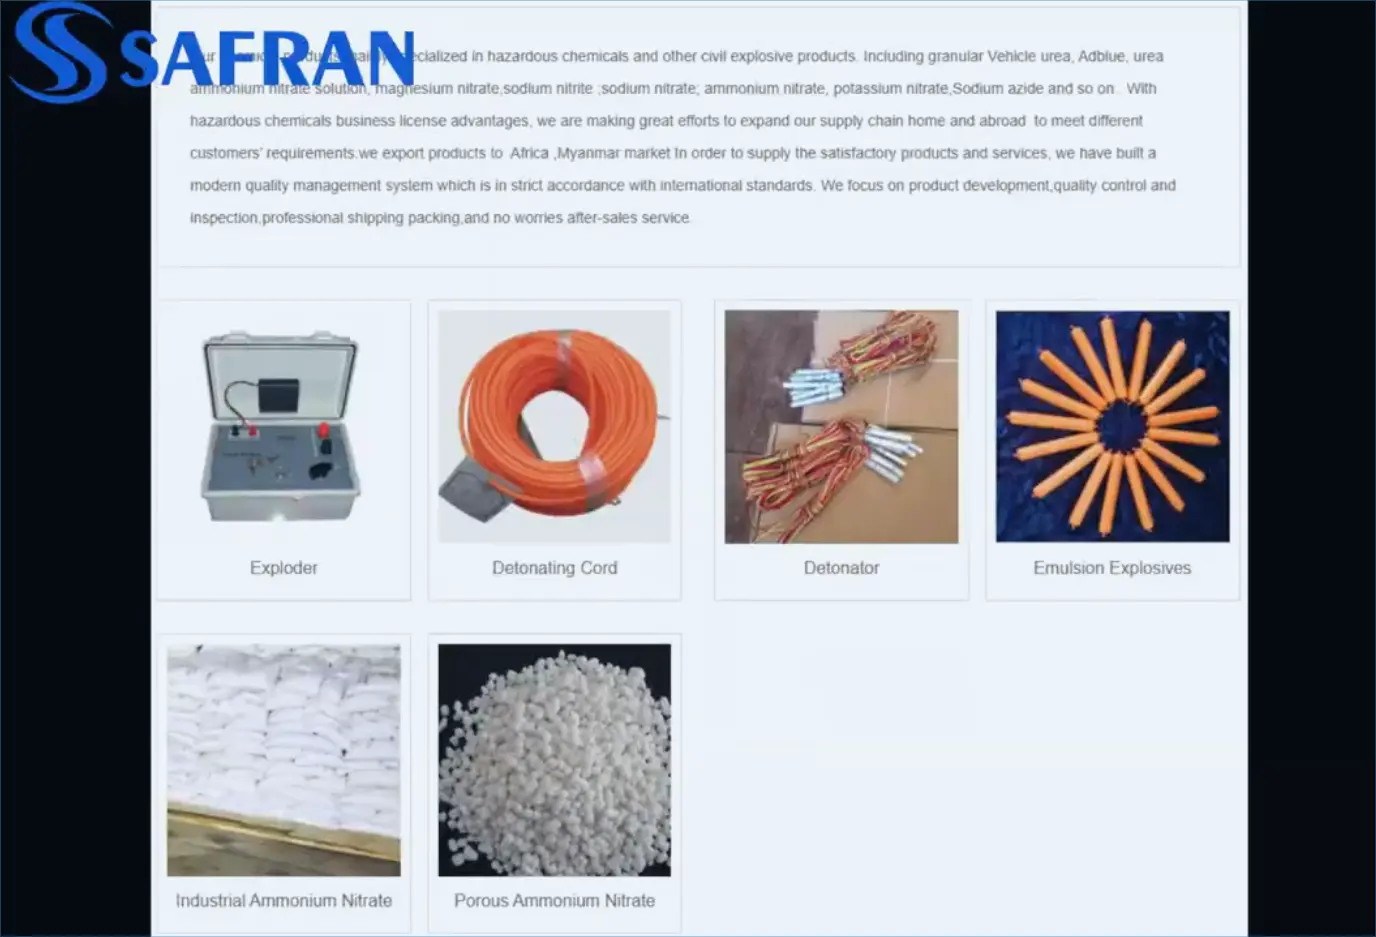 SAFRAN
specialized in hazardous chemicals and other civil explosive products. Including granular Vehicle urea, Adblue, urea
ammonium nitrate solution, magnesium nitrate,sodium nitrite ;sodium nitrate; ammonium nitrate, potassium nitrate,Sodium azide and so on . With
hazardous chemicals business license advantages, we are making great efforts to expand our supply chain home and abroad to meet different
customers' requirements.we export products to Africa ,Myanmar market In order to supply the satisfactory products and services, we have built a
modern quality management system which is in strict accordance with international standards. We focus on product development,quality control and
inspection,professional shipping packing,and no worries after-sales service.
Exploder
Detonating Cord
Detonator
Emulsion Explosives
Industrial Ammonium Nitrate
Porous Ammonium Nitrate